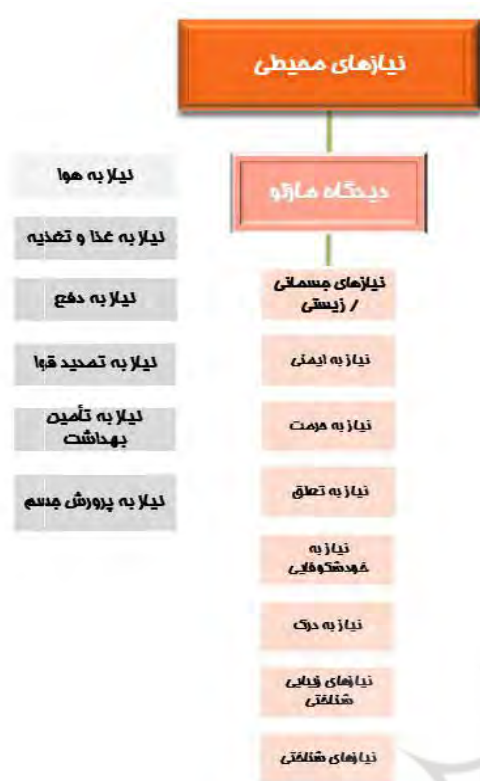 نیازهای محیطی
دیدگاه مازلو
نیازهای جسمانی
/ زیستی
نیاز به ایمنی
نیاز به حرمت
نیاز به تعلق
نیاز به
خودشکوفایی
نیاز به درک
نیازهای زیبایی
شناختی
نیازهای شناختی
نیاز به هوا
نیاز به غذا و تغذیه
نیاز به دفع
نیاز به تمدید قوا
نیاز به تأمین
بهداشت
نیاز به پرورش جسم